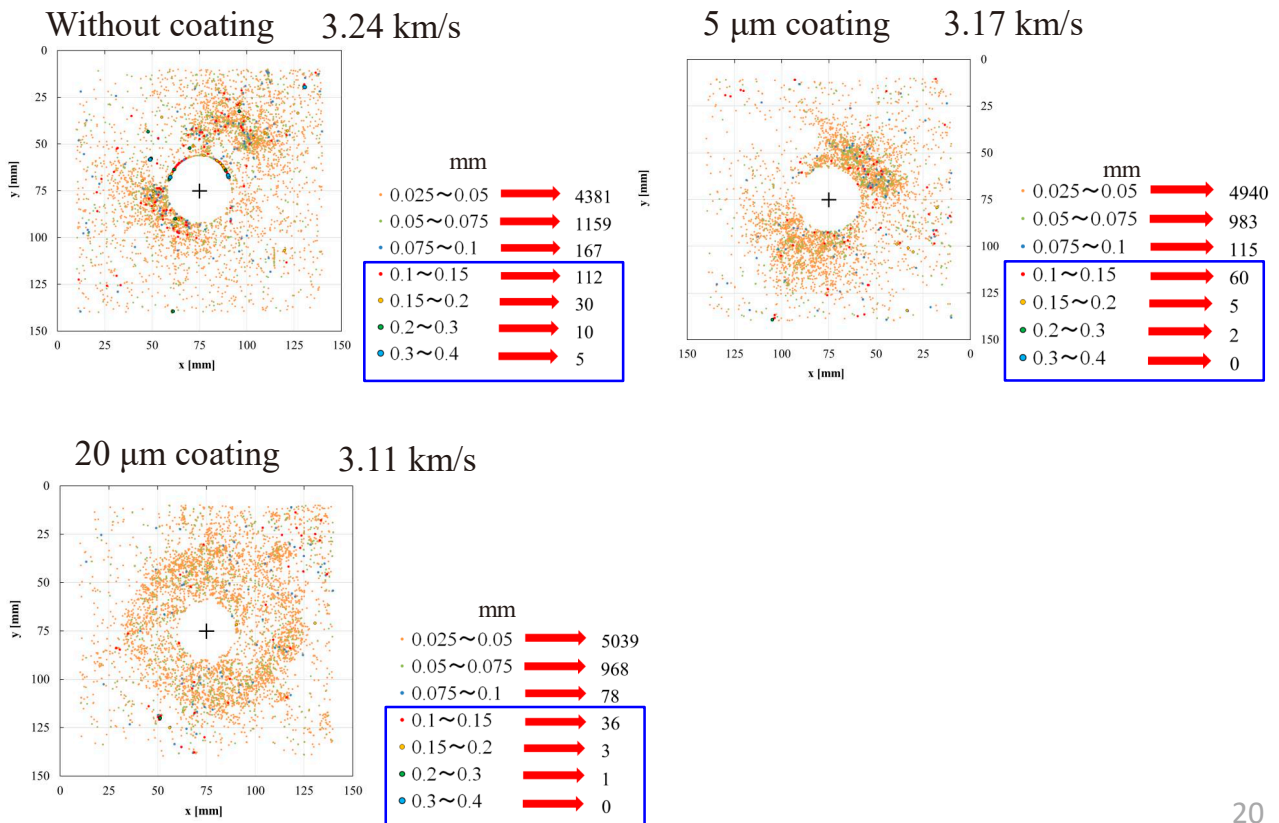 Without coating 3.24 km/s
0
25
50
75
100
125
150
y [mm]
0 25 50 75 100 125 150
x [mm]
mm
0.025～0.05 4381
0.05～0.075 1159
0.075～0.1 167
0.1～0.15 112
0.15～0.2 30
0.2～0.3 10
0.3～0.4 5
5 μm coating 3.17 km/s
0
25
50
75
100
125
150
y [mm]
150 125 100 75 50 25 0
x [mm]
mm
0.025～0.05 4940
0.05～0.075 983
0.075～0.1 115
0.1～0.15 60
0.15～0.2 5
0.2～0.3 2
0.3～0.4 0
20 μm coating 3.11 km/s
0
25
50
75
100
125
150
y [mm]
0 25 50 75 100 125 150
x [mm]
mm
0.025～0.05 5039
0.05～0.075 968
0.075～0.1 78
0.1～0.15 36
0.15～0.2 3
0.2～0.3 1
0.3～0.4 0
20